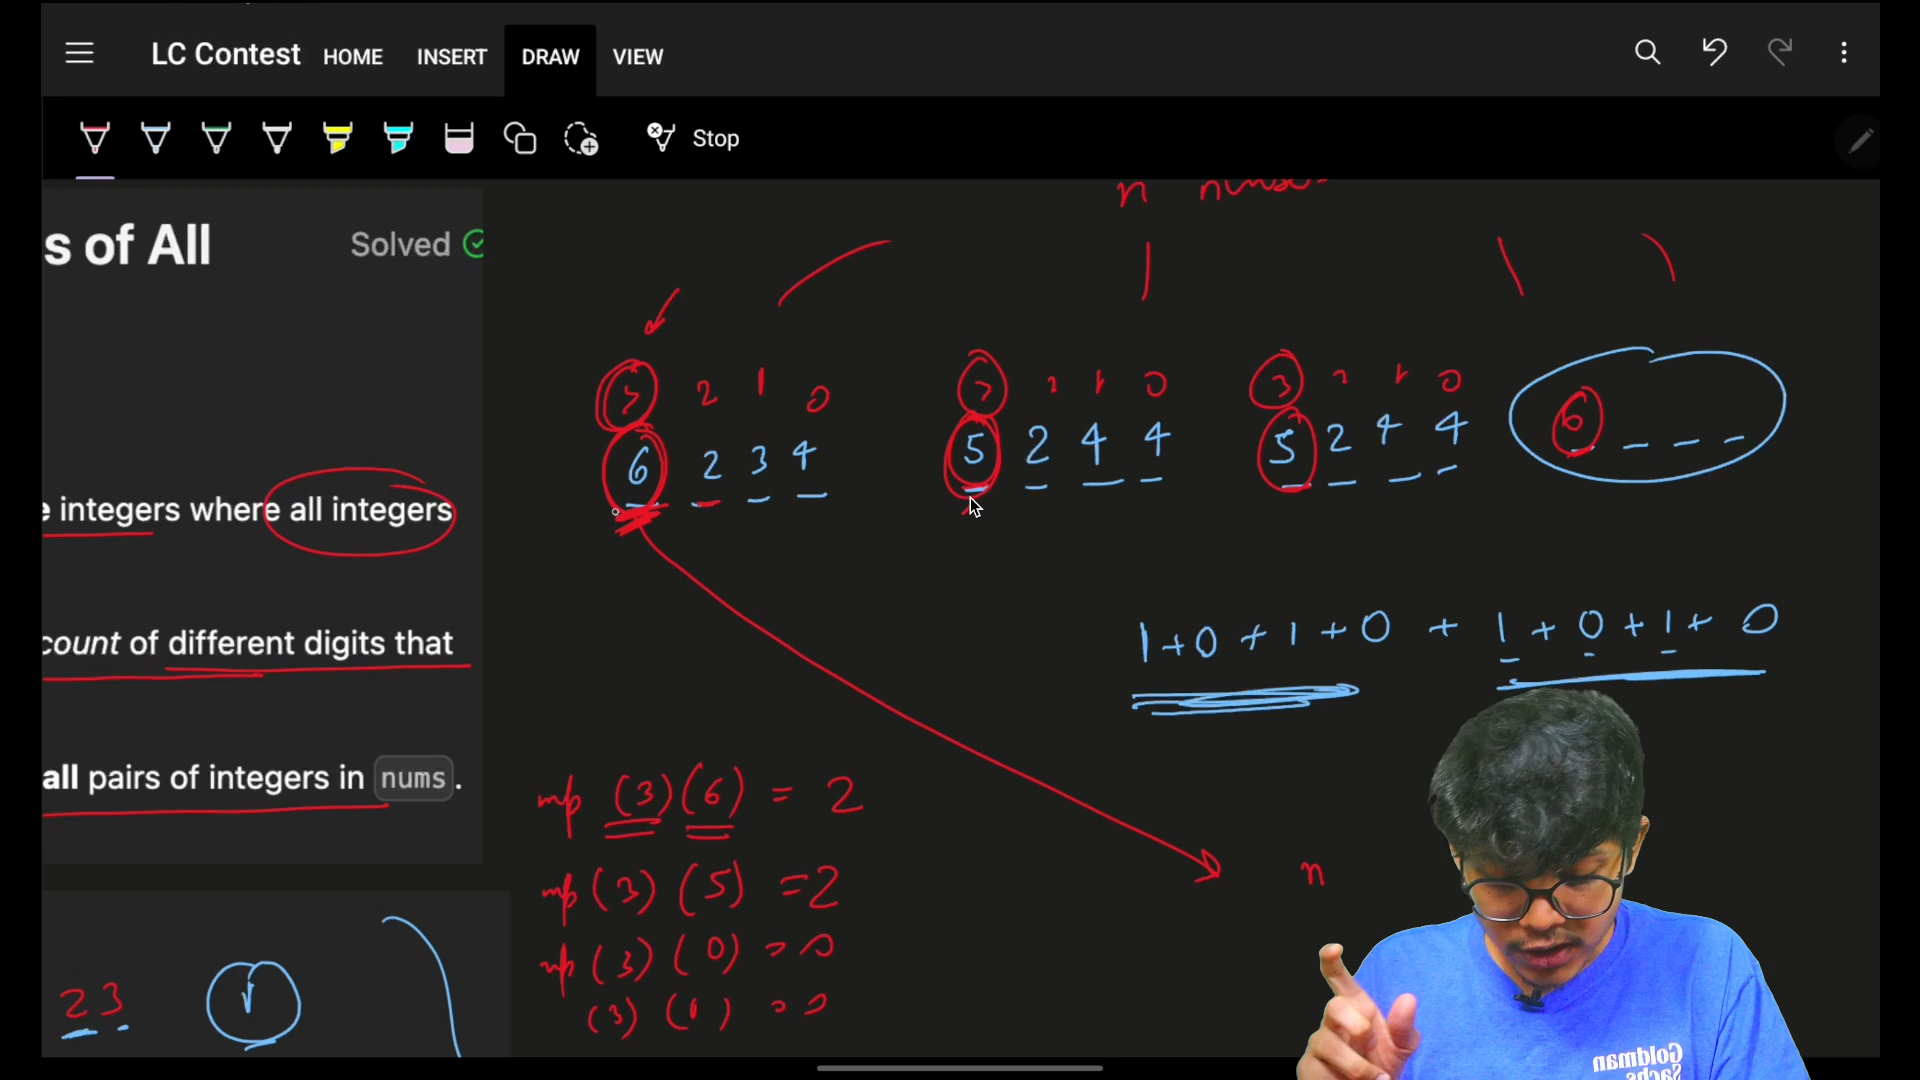 LC Contest HOME INSERT DRAW VIEW
Stop
s of All Solved
n
3 2 1 0
6 2 3 4
1 0
5 2 4 4
3 1 0
5 2 4 4
6 _ _ _
integers where all integers
1+0+1+0 + 1+0+1+0
count of different digits that
all pairs of integers in nums.
mp (3)(6) = 2
mp (3) (5) =2
mp (3) (0) = 0
(3) (1) = 0
n
23
1
Goldman
Sachs